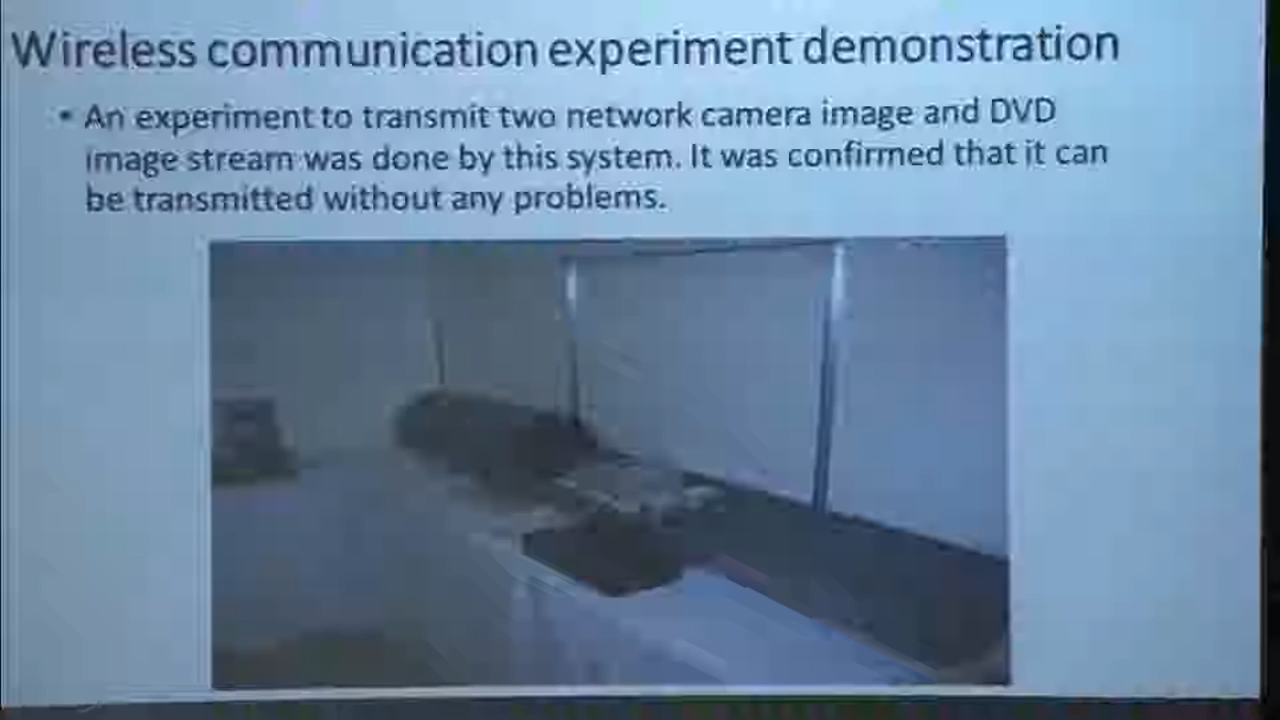 Wireless communication experiment demonstration
• An experiment to transmit two network camera image and DVD
image stream was done by this system. It was confirmed that it can
be transmitted without any problems.